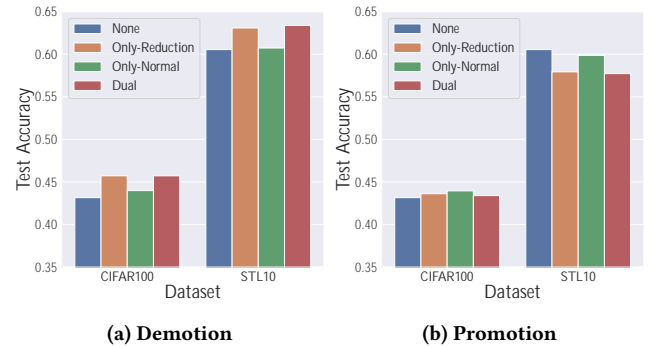 0.65
0.60
0.55
0.50
0.45
0.40
0.35
Test Accuracy
None
Only-Reduction
Only-Normal
Dual
CIFAR100
STL10
Dataset
(a) Demotion
0.65
0.60
0.55
0.50
0.45
0.40
0.35
Test Accuracy
None
Only-Reduction
Only-Normal
Dual
CIFAR100
STL10
Dataset
(b) Promotion